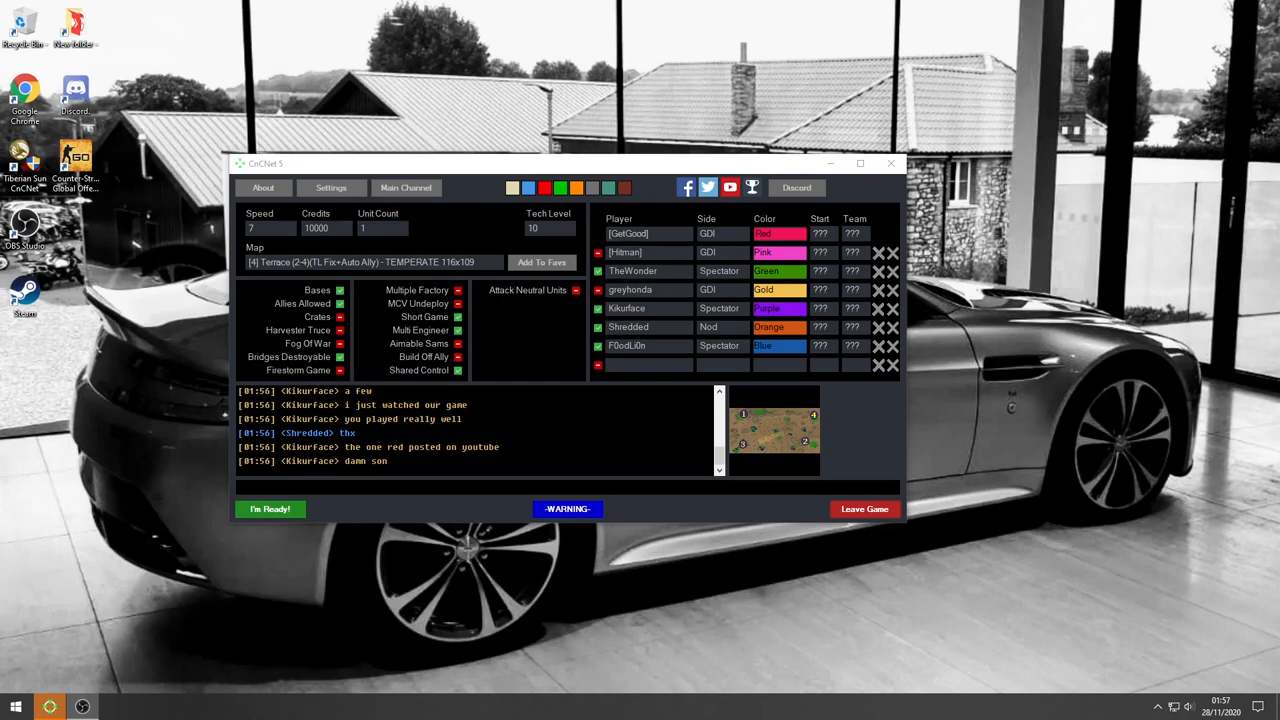 Recycle Bin
New folder
Google Chrome
Discord.
Tiberian Sun CnCNet
Counter-Str... Global Offe...
OBS Studio
Steam
CnCNet 5
About Settings Main Channel Discord
Speed Credits Unit Count Tech Level
7 10000 1 10
Map
[4] Terrace (2-4)(TL Fix+Auto Ally) - TEMPERATE 116x109 Add To Favs
Bases
Allies Allowed
Crates
Harvester Truce
Fog Of War
Bridges Destroyable
Firestorm Game
Multiple Factory
MCV Undeploy
Short Game
Multi Engineer
Aimable Sams
Build Off Ally
Shared Control
Attack Neutral Units
Player Side Color Start Team
[GetGood] GDI Red ??? ???
[Hitman] GDI Pink ??? ???
TheWonder Spectator Green ??? ???
greyhonda GDI Gold ??? ???
Kikurface Spectator Purple ??? ???
Shredded Nod Orange ??? ???
F0odLi0n Spectator Blue ??? ???
[01:56] <Kikurface> a few
[01:56] <Kikurface> i just watched our game
[01:56] <Kikurface> you played really well
[01:56] <Shredded> thx
[01:56] <Kikurface> the one red posted on youtube
[01:56] <Kikurface> damn son
1 4
3 2
I'm Ready! -WARNING- Leave Game
01:57
28/11/2020